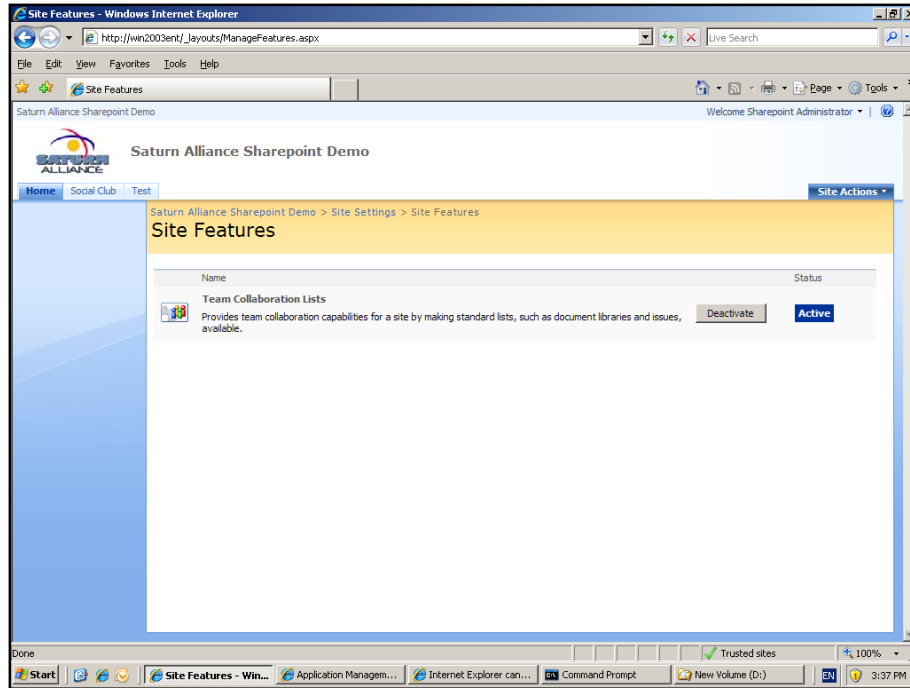 Site Features - Windows Internet Explorer
http://win2003ent/_layouts/ManageFeatures.aspx
Live Search
File Edit View Favorites Tools Help
Site Features
Page Tools
Saturn Alliance Sharepoint Demo
Welcome Sharepoint Administrator
SATURN
ALLIANCE
Saturn Alliance Sharepoint Demo
Home Social Club Test
Site Actions
Saturn Alliance Sharepoint Demo > Site Settings > Site Features
Site Features
Name Status
Team Collaboration Lists
Provides team collaboration capabilities for a site by making standard lists, such as document libraries and issues,
available.
Deactivate
Active
Done
Trusted sites
100%
Start
Site Features - Win...
Application Managem...
Internet Explorer can...
Command Prompt
New Volume (D:)
EN
3:37 PM